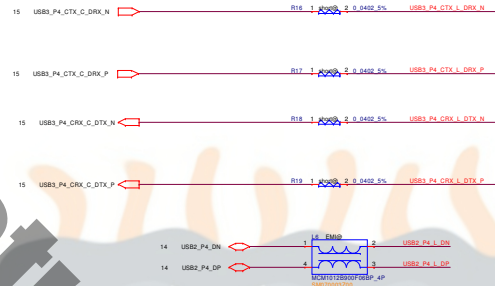 15 USB3_P4_CTX_C_DRX_N R16 1 2 0_0402_5% USB3_P4_CTX_L_DRX_N
15 USB3_P4_CTX_C_DRX_P R17 1 2 0_0402_5% USB3_P4_CTX_L_DRX_P
15 USB3_P4_CRX_C_DTX_N R18 1 2 0_0402_5% USB3_P4_CRX_L_DTX_N
15 USB3_P4_CRX_C_DTX_P R19 1 2 0_0402_5% USB3_P4_CRX_L_DTX_P
L6 EMI@
14 USB2_P4_DN 1 2 USB2_P4_L_DN
14 USB2_P4_DP 4 3 USB2_P4_L_DP
MCM1012B900F06BP_4P